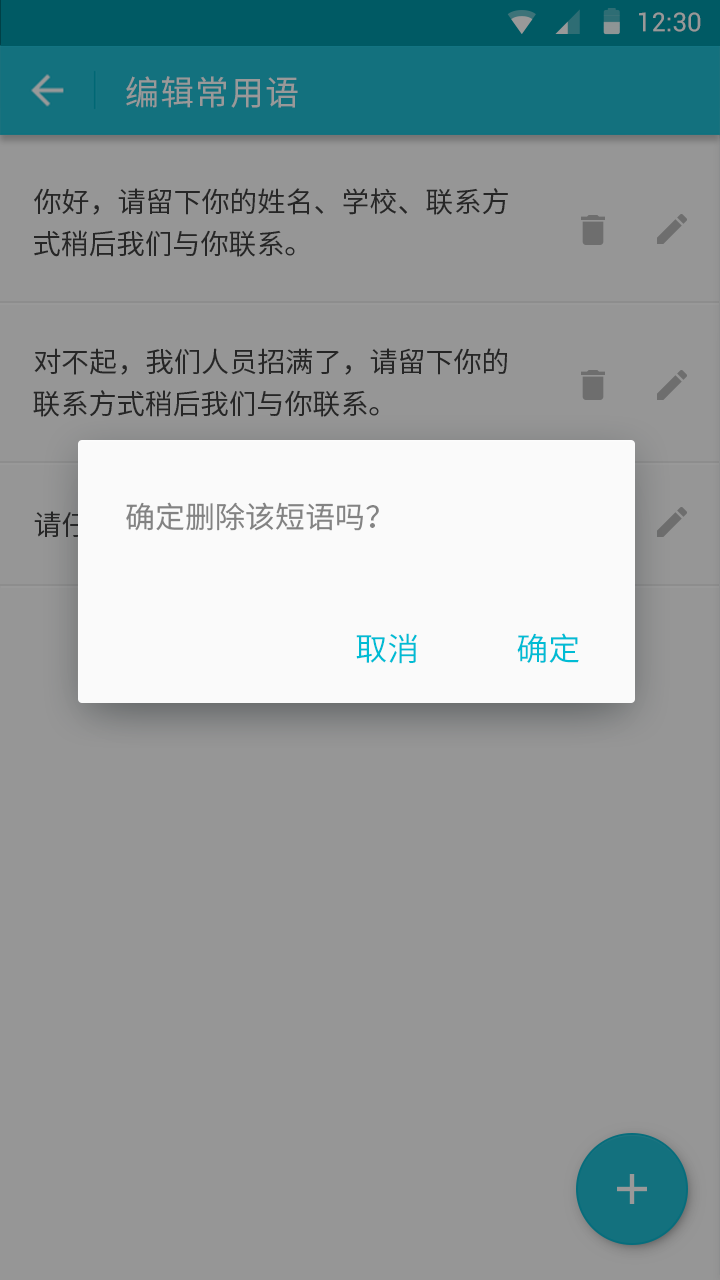 12:30
编辑常用语
你好，请留下你的姓名、学校、联系方
式稍后我们与你联系。
对不起，我们人员招满了，请留下你的
联系方式稍后我们与你联系。
请
确定删除该短语吗?
取消
确定